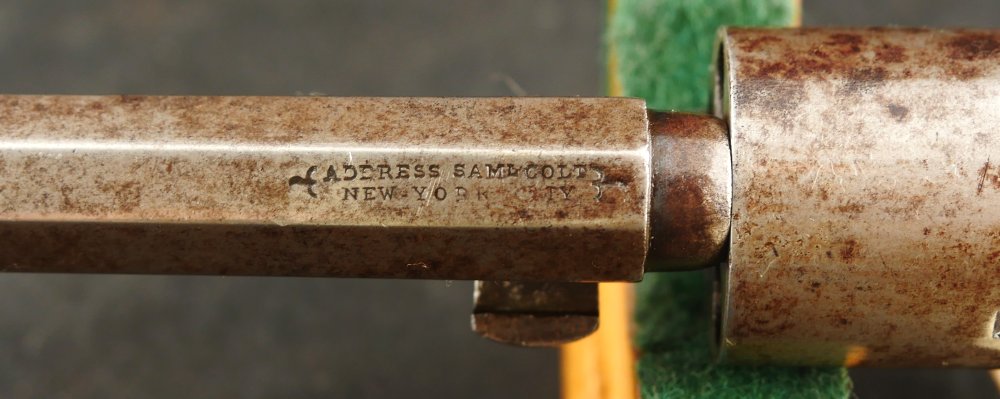 ADDRESS SAML COLT
NEW-YORK CITY